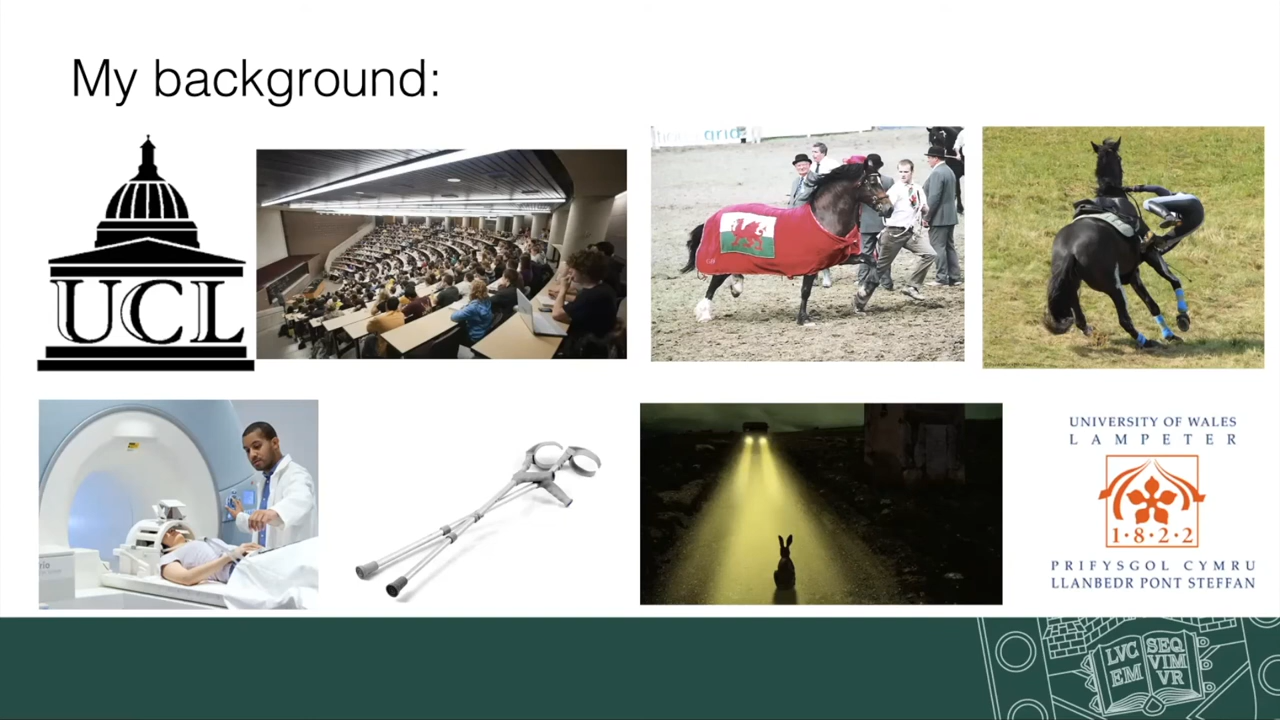 My background:
UCL
UNIVERSITY OF WALES
LAMPETER
1·8·2·2
PRIFYSGOL CYMRU
LLANBEDR PONT STEFFAN
LVC
EM
SEQ
VIM
VR